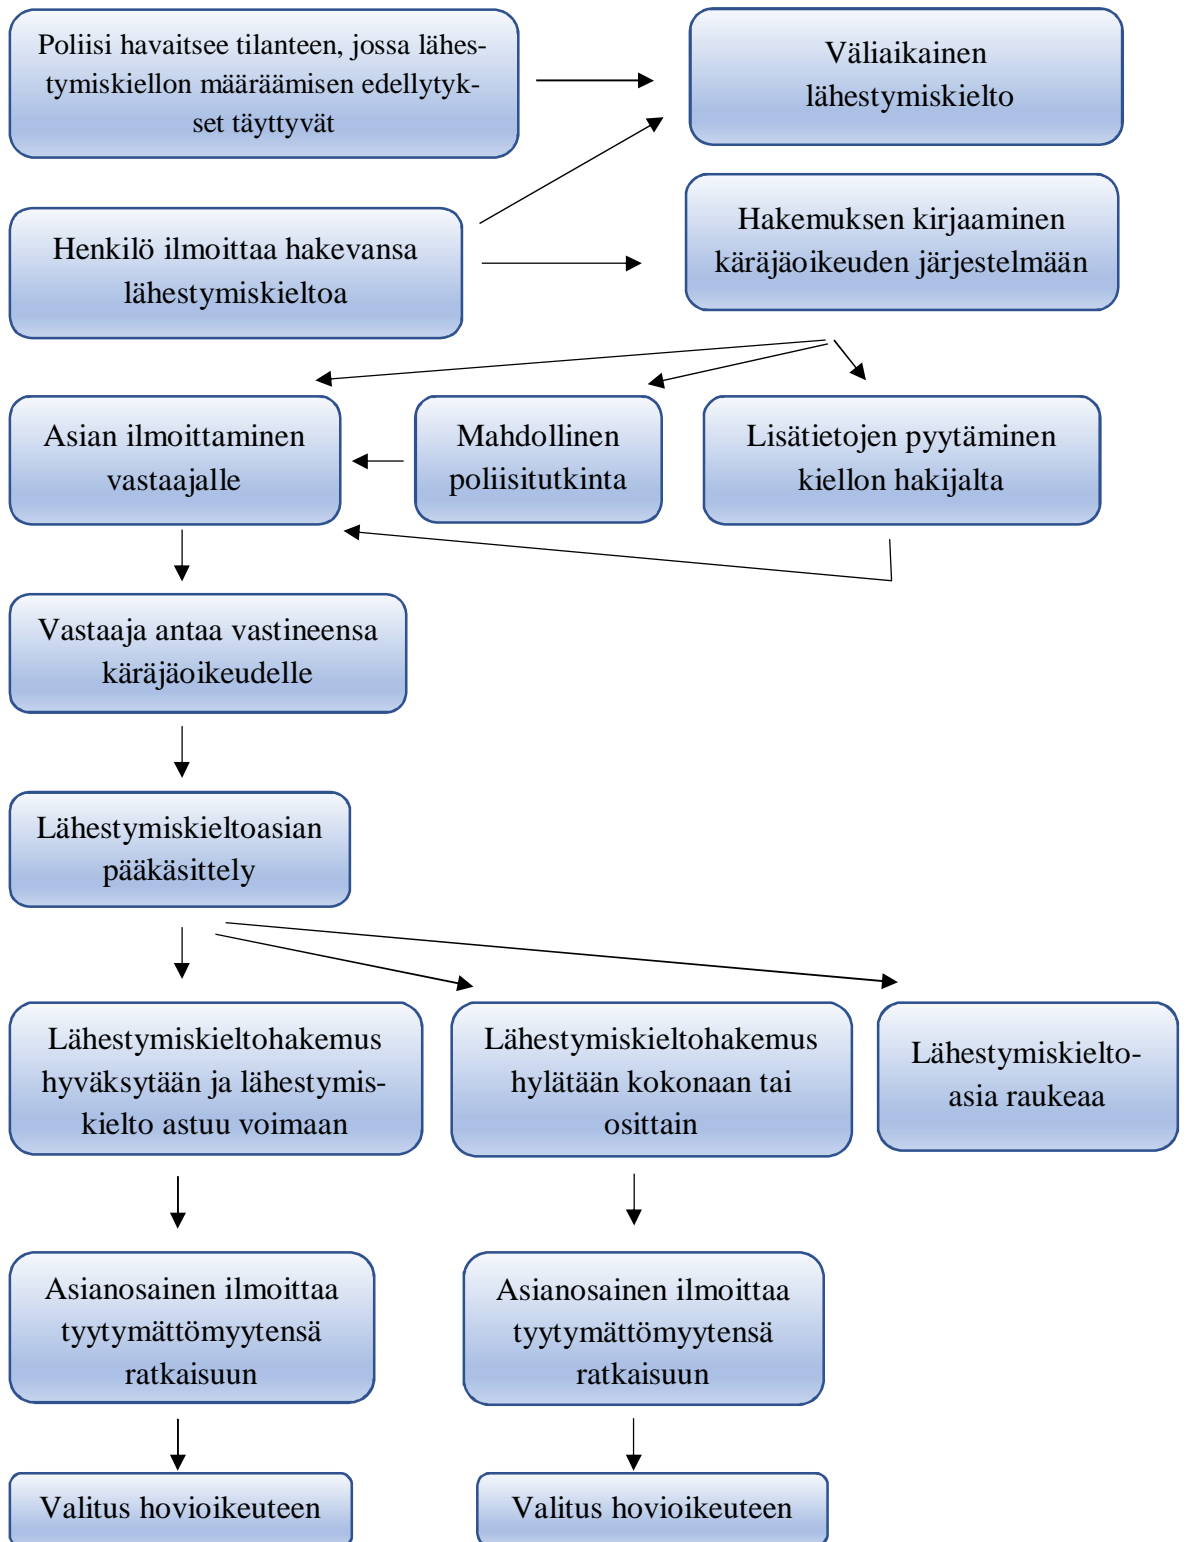 Poliisi havaitsee tilanteen, jossa lähes-
tymiskiellon määräämisen edellytyk-
set täyttyvät
Väliaikainen
lähestymiskielto
Henkilö ilmoittaa hakevansa
lähestymiskieltoa
Hakemuksen kirjaaminen
käräjäoikeuden järjestelmään
Asian ilmoittaminen
vastaajalle
Mahdollinen
poliisitutkinta
Lisätietojen pyytäminen
kiellon hakijalta
Vastaaja antaa vastineensa
käräjäoikeudelle
Lähestymiskieltoasian
pääkäsittely
Lähestymiskieltohakemus
hyväksytään ja lähestymis-
kielto astuu voimaan
Lähestymiskieltohakemus
hylätään kokonaan tai
osittain
Lähestymiskielto-
asia raukeaa
Asianosainen ilmoittaa
tyytymättömyytensä
ratkaisuun
Asianosainen ilmoittaa
tyytymättömyytensä
ratkaisuun
Valitus hovioikeuteen
Valitus hovioikeuteen